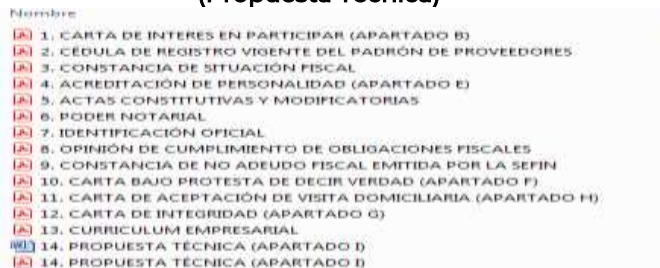 (Propuesta Técnica)
Nombre
1. CARTA DE INTERES EN PARTICIPAR (APARTADO B)
2. CÉDULA DE REGISTRO VIGENTE DEL PADRÓN DE PROVEEDORES
3. CONSTANCIA DE SITUACIÓN FISCAL
4. ACREDITACIÓN DE PERSONALIDAD (APARTADO E)
5. ACTAS CONSTITUTIVAS Y MODIFICATORIAS
6. PODER NOTARIAL
7. IDENTIFICACIÓN OFICIAL
8. OPINIÓN DE CUMPLIMIENTO DE OBLIGACIONES FISCALES
9. CONSTANCIA DE NO ADEUDO FISCAL EMITIDA POR LA SEFIN
10. CARTA BAJO PROTESTA DE DECIR VERDAD (APARTADO F)
11. CARTA DE ACEPTACIÓN DE VISITA DOMICILIARIA (APARTADO H)
12. CARTA DE INTEGRIDAD (APARTADO G)
13. CURRICULUM EMPRESARIAL
14. PROPUESTA TÉCNICA (APARTADO I)
14. PROPUESTA TÉCNICA (APARTADO I)